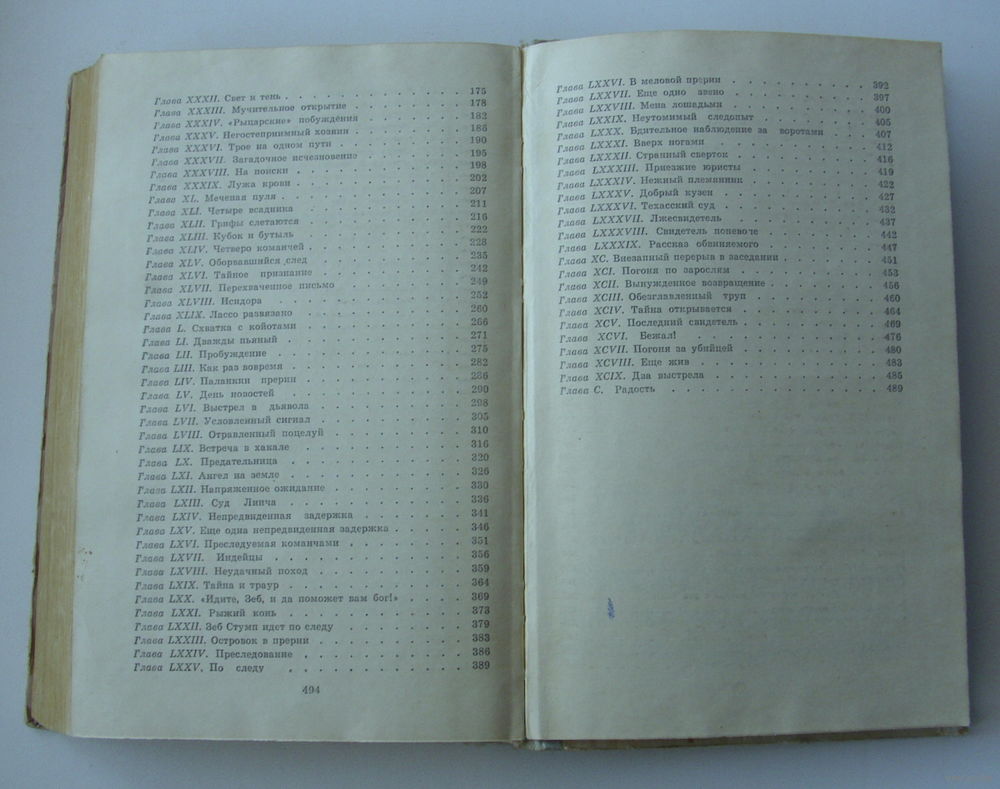 Глава XXXII. Свет и тень . . . . . . . . . . . . . 175
Глава XXXIII. Мучительное открытие . . . . . . . . 178
Глава XXXIV. «Рыцарские» побуждения . . . . . . . 182
Глава XXXV. Негостеприимный хозяин . . . . . . . . 186
Глава XXXVI. Трое на одном пути . . . . . . . . . 190
Глава XXXVII. Загадочное исчезновение . . . . . . . 195
Глава XXXVIII. На поиски . . . . . . . . . . . . . 198
Глава XXXIX. Лужа крови . . . . . . . . . . . . . 202
Глава XL. Меченая пуля . . . . . . . . . . . . . . 207
Глава XLI. Четыре всадника . . . . . . . . . . . . 211
Глава XLII. Грифы слетаются . . . . . . . . . . . 216
Глава XLIII. Кубок и бутыль . . . . . . . . . . . 222
Глава XLIV. Четверо команчей . . . . . . . . . . . 228
Глава XLV. Оборвавшийся след . . . . . . . . . . . 235
Глава XLVI. Тайное признание . . . . . . . . . . . 242
Глава XLVII. Перехваченное письмо . . . . . . . . 249
Глава XLVIII. Исидора . . . . . . . . . . . . . . 252
Глава XLIX. Лассо развязано . . . . . . . . . . . 260
Глава L. Схватка с койотами . . . . . . . . . . . 266
Глава LI. Дважды пьяный . . . . . . . . . . . . . 271
Глава LII. Пробуждение . . . . . . . . . . . . . . 275
Глава LIII. Как раз вовремя . . . . . . . . . . . 282
Глава LIV. Паланкин прерии . . . . . . . . . . . . 286
Глава LV. День новостей . . . . . . . . . . . . . 290
Глава LVI. Выстрел в дьявола . . . . . . . . . . . 298
Глава LVII. Условленный сигнал . . . . . . . . . . 305
Глава LVIII. Отравленный поцелуй . . . . . . . . . 310
Глава LIX. Встреча в хакале . . . . . . . . . . . 316
Глава LX. Предательница . . . . . . . . . . . . . 320
Глава LXI. Ангел на земле . . . . . . . . . . . . 326
Глава LXII. Напряженное ожидание . . . . . . . . . 330
Глава LXIII. Суд Линча . . . . . . . . . . . . . . 336
Глава LXIV. Непредвиденная задержка . . . . . . . 341
Глава LXV. Еще одна непредвиденная задержка . . . . 346
Глава LXVI. Преследуемая команчами . . . . . . . . 351
Глава LXVII. Индейцы . . . . . . . . . . . . . . . 356
Глава LXVIII. Неудачный поход . . . . . . . . . . 359
Глава LXIX. Тайна и траур . . . . . . . . . . . . 364
Глава LXX. «Идите, Зеб, и да поможет вам бог!» . . . . 369
Глава LXXI. Рыжий конь . . . . . . . . . . . . . . 373
Глава LXXII. Зеб Стумп идет по следу . . . . . . . 379
Глава LXXIII. Островок в прерии . . . . . . . . . 383
Глава LXXIV. Преследование . . . . . . . . . . . . 386
Глава LXXV. По следу . . . . . . . . . . . . . . . 389
494
Глава LXXVI. В меловой прерии . . . . . . . . . . 392
Глава LXXVII. Еще одно звено . . . . . . . . . . . 397
Глава LXXVIII. Мена лошадьми . . . . . . . . . . . 400
Глава LXXIX. Неутомимый следопыт . . . . . . . . . 405
Глава LXXX. Бдительное наблюдение за воротами . . . 407
Глава LXXXI. Вверх ногами . . . . . . . . . . . . 412
Глава LXXXII. Странный сверток . . . . . . . . . . 416
Глава LXXXIII. Приезжие юристы . . . . . . . . . . 419
Глава LXXXIV. Нежный племянник . . . . . . . . . . 422
Глава LXXXV. Добрый кузен . . . . . . . . . . . . 427
Глава LXXXVI. Техасский суд . . . . . . . . . . . 432
Глава LXXXVII. Лжесвидетель . . . . . . . . . . . 437
Глава LXXXVIII. Свидетель поневоле . . . . . . . . 442
Глава LXXXIX. Рассказ обвиняемого . . . . . . . . 447
Глава XC. Внезапный перерыв в заседании . . . . . . 451
Глава XCI. Погоня по зарослям . . . . . . . . . . 453
Глава XCII. Вынужденное возвращение . . . . . . . . 456
Глава XCIII. Обезглавленный труп . . . . . . . . . 460
Глава XCIV. Тайна открывается . . . . . . . . . . 464
Глава XCV. Последний свидетель . . . . . . . . . . 469
Глава XCVI. Бежал! . . . . . . . . . . . . . . . . 476
Глава XCVII. Погоня за убийцей . . . . . . . . . . 480
Глава XCVIII. Еще жив . . . . . . . . . . . . . . 483
Глава XCIX. Два выстрела . . . . . . . . . . . . . 485
Глава C. Радость . . . . . . . . . . . . . . . . . 489